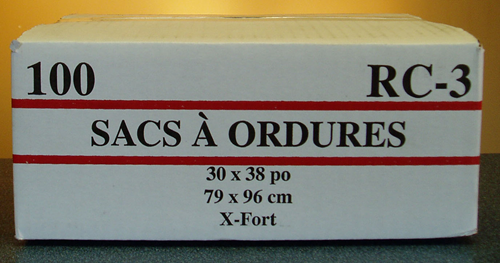 100 RC-3
SACS À ORDURES
30 x 38 po
79 x 96 cm
X-Fort